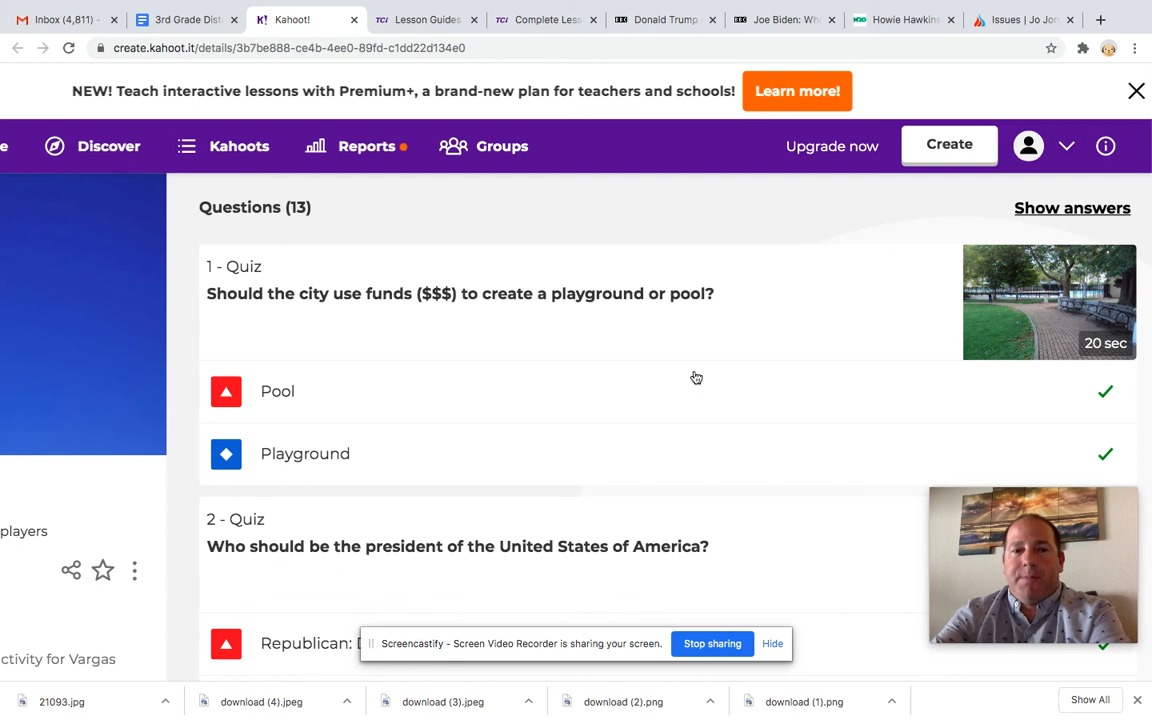 Inbox (4,811) -
3rd Grade Dist
K! Kahoot!
TCi Lesson Guides
TCi Complete Less
Donald Trump
Joe Biden: Wh
Howie Hawkins
Issues | Jo Jor
create.kahoot.it/details/3b7be888-ce4b-4ee0-89fd-c1dd22d134e0
NEW! Teach interactive lessons with Premium+, a brand-new plan for teachers and schools! Learn more!
e Discover Kahoots Reports Groups Upgrade now Create
Questions (13) Show answers
1 - Quiz
Should the city use funds ($$$) to create a playground or pool?
20 sec
Pool
Playground
2 - Quiz
Who should be the president of the United States of America?
players
Republican:
Screencastify - Screen Video Recorder is sharing your screen. Stop sharing Hide
ctivity for Vargas
21093.jpg download (4).jpeg download (3).jpeg download (2).png download (1).png Show All